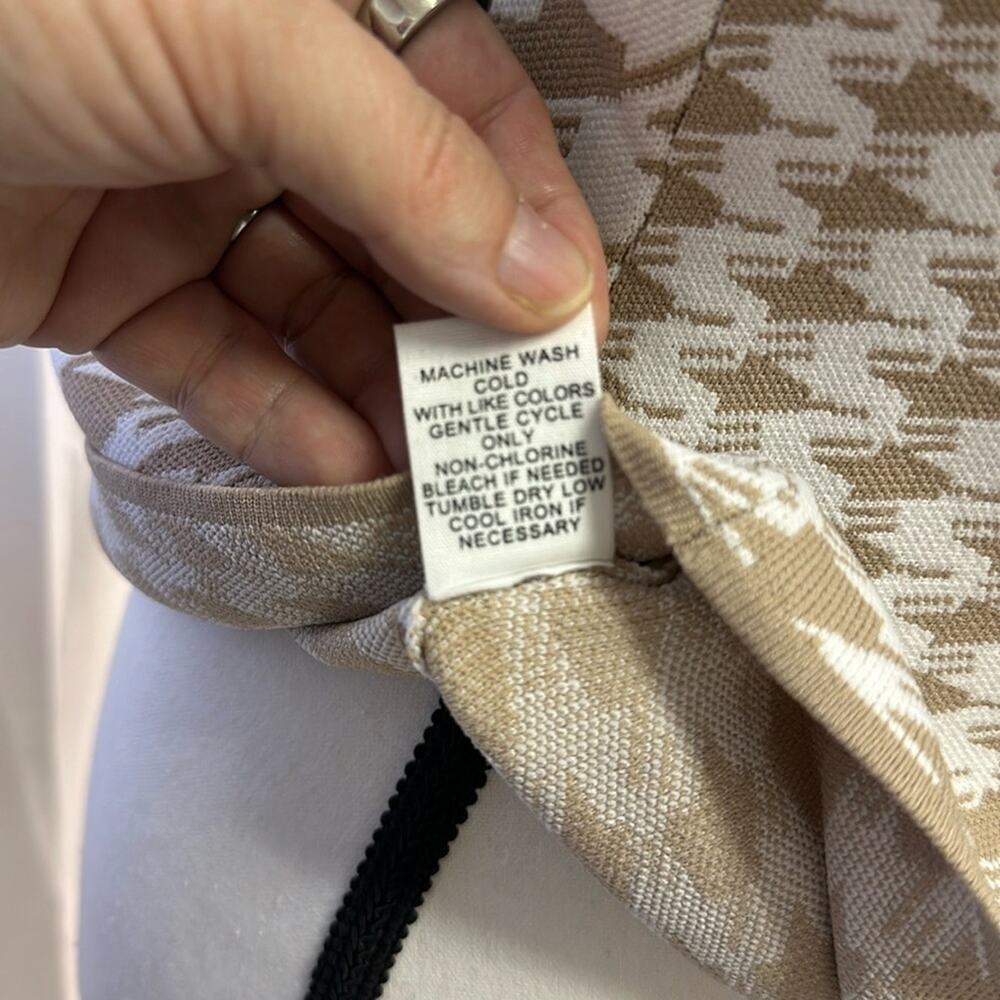 MACHINE WASH
COLD
WITH LIKE COLORS
GENTLE CYCLE
ONLY
NON-CHLORINE
BLEACH IF NEEDED
TUMBLE DRY LOW
COOL IRON IF
NECESSARY